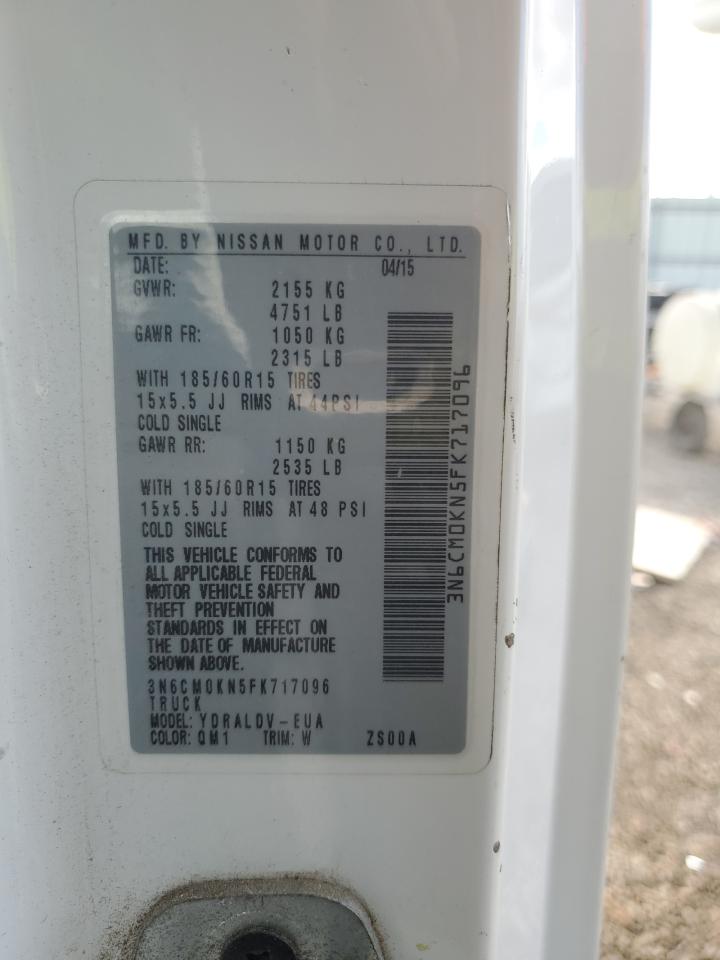 MFD. BY NISSAN MOTOR CO., LTD.
DATE: 04/15
GVWR: 2155 KG
4751 LB
GAWR FR: 1050 KG
2315 LB
WITH 185/60R15 TIRES
15x5.5 JJ RIMS AT 44PSI
COLD SINGLE
GAWR RR: 1150 KG
2535 LB
WITH 185/60R15 TIRES
15x5.5 JJ RIMS AT 48 PSI
COLD SINGLE
THIS VEHICLE CONFORMS TO
ALL APPLICABLE FEDERAL
MOTOR VEHICLE SAFETY AND
THEFT PREVENTION
STANDARDS IN EFFECT ON
THE DATE OF MANUFACTURE
SHOWN ABOVE.
3N6CM0KN5FK717096
TRUCK
MODEL: YDRALDV-EUA
COLOR: QM1 TRIM: W ZS00A
3N6CM0KN5FK717096